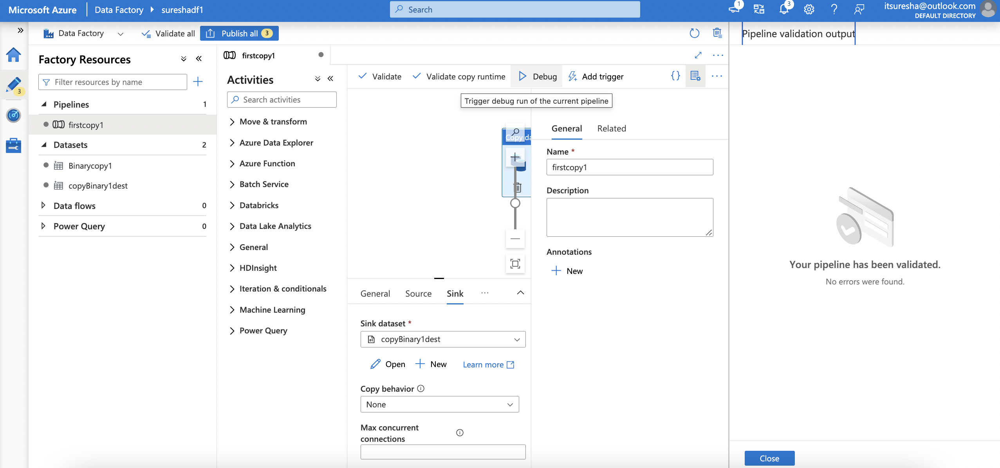 Microsoft Azure
Data Factory
sureshadf1
Search
1
3
itsuresha@outlook.com
DEFAULT DIRECTORY
Data Factory
Validate all
Publish all
3
Pipeline validation output
3
Factory Resources
Filter resources by name
Pipelines
1
firstcopy1
Datasets
2
Binarycopy1
copyBinary1dest
Data flows
0
Power Query
0
firstcopy1
Activities
Search activities
Move & transform
Azure Data Explorer
Azure Function
Batch Service
Databricks
Data Lake Analytics
General
HDInsight
Iteration & conditionals
Machine Learning
Power Query
Validate
Validate copy runtime
Debug
Add trigger
Trigger debug run of the current pipeline
Copy da
General
Source
Sink
Sink dataset *
copyBinary1dest
Open
New
Learn more
Copy behavior
None
Max concurrent
connections
General
Related
Name *
firstcopy1
Description
Annotations
New
Your pipeline has been validated.
No errors were found.
Close